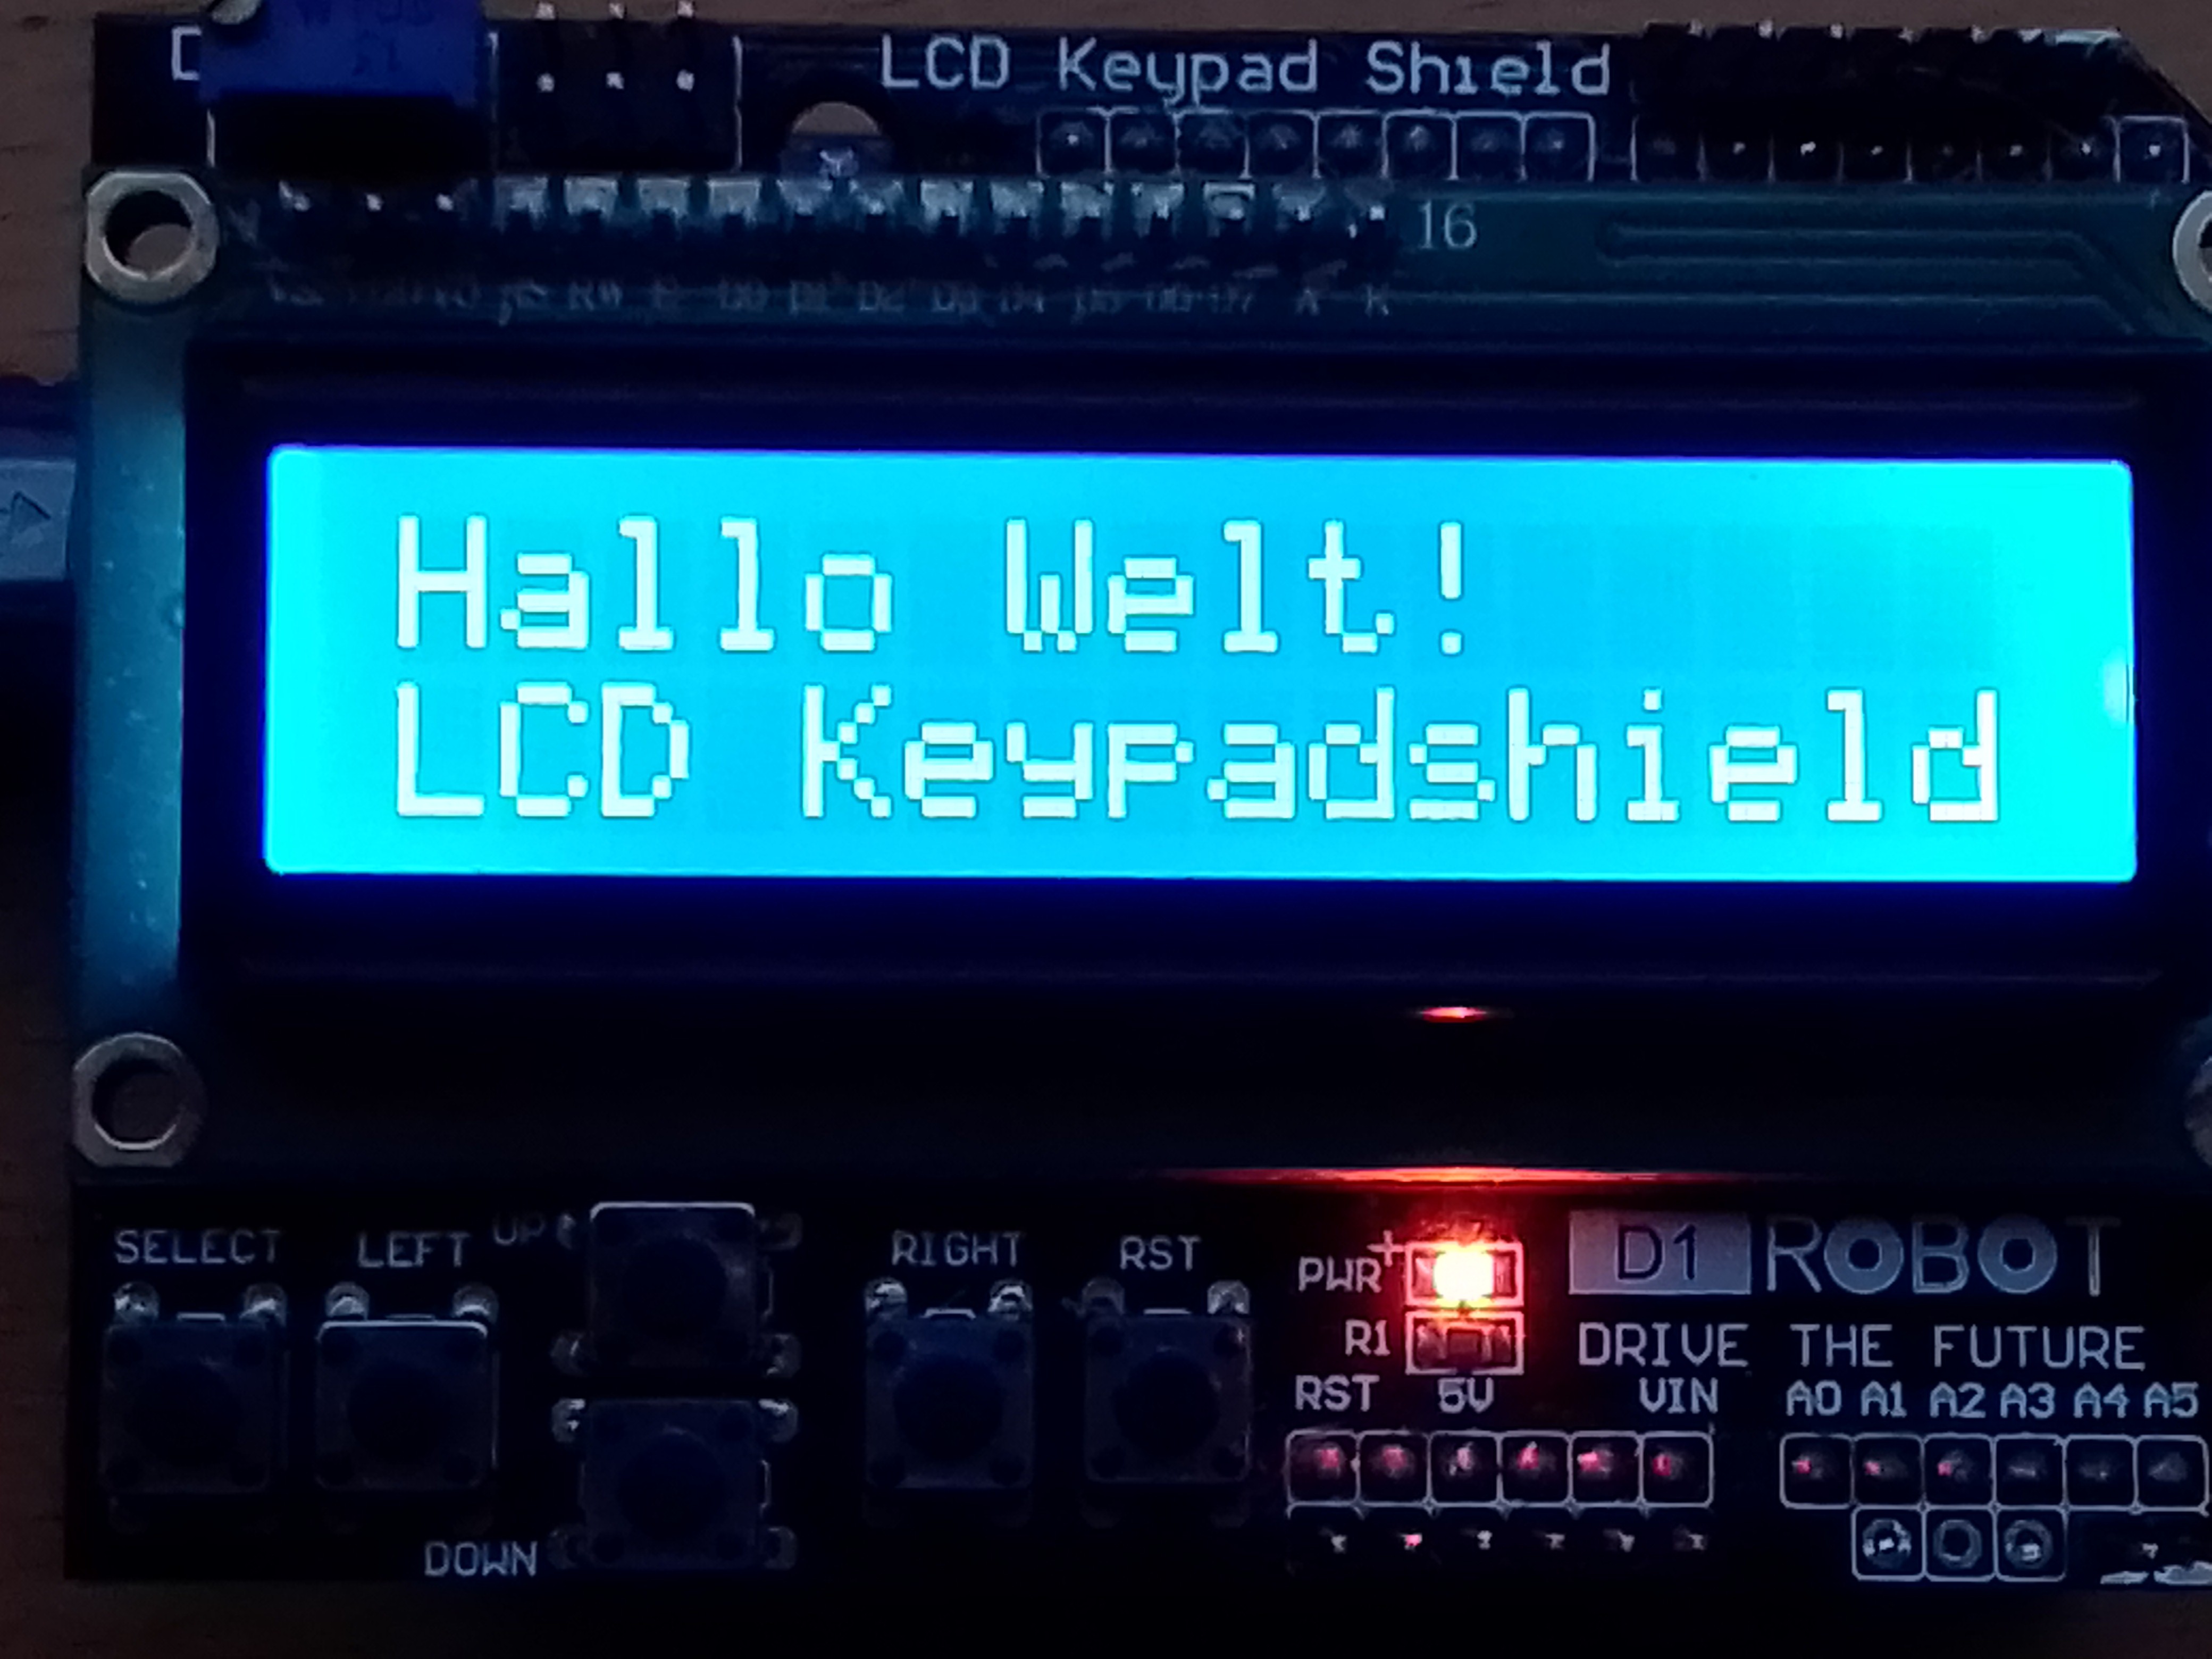 LCD Keypad Shield
16
Hallo Welt!
LCD Keypadshield
SELECT LEFT UP RIGHT RST PWR + D1 ROBOT
R1 DRIVE THE FUTURE
RST 5V VIN A0 A1 A2 A3 A4 A5
DOWN